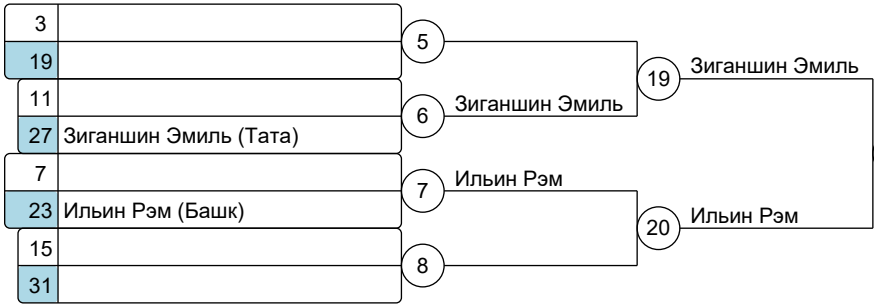 3
5
19
19 Зиганшин Эмиль
11
6 Зиганшин Эмиль
27 Зиганшин Эмиль (Тата)
7
7 Ильин Рэм
23 Ильин Рэм (Башк)
20 Ильин Рэм
15
8
31